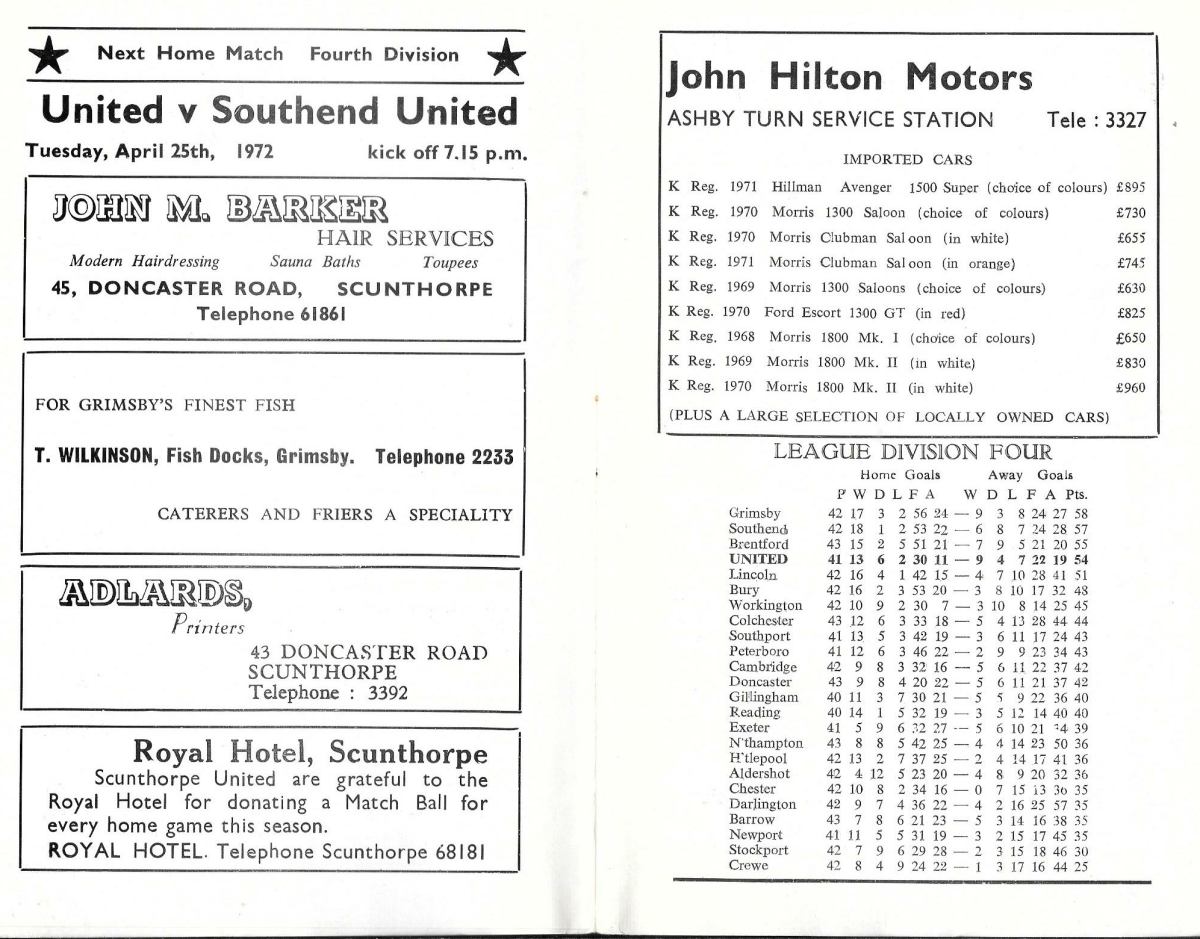 Next Home Match Fourth Division
United v Southend United
Tuesday, April 25th, 1972 kick off 7.15 p.m.
JOHN M. BARKER
HAIR SERVICES
Modern Hairdressing Sauna Baths Toupees
45, DONCASTER ROAD, SCUNTHORPE
Telephone 61861
FOR GRIMSBY'S FINEST FISH
T. WILKINSON, Fish Docks, Grimsby. Telephone 2233
CATERERS AND FRIERS A SPECIALITY
ADLARDS,
Printers
43 DONCASTER ROAD
SCUNTHORPE
Telephone : 3392
Royal Hotel, Scunthorpe
Scunthorpe United are grateful to the
Royal Hotel for donating a Match Ball for
every home game this season.
ROYAL HOTEL. Telephone Scunthorpe 68181
John Hilton Motors
ASHBY TURN SERVICE STATION Tele : 3327
IMPORTED CARS
K Reg. 1971 Hillman Avenger 1500 Super (choice of colours) £895
K Reg. 1970 Morris 1300 Saloon (choice of colours) £730
K Reg. 1970 Morris Clubman Saloon (in white) £655
K Reg. 1971 Morris Clubman Saloon (in orange) £745
K Reg. 1969 Morris 1300 Saloons (choice of colours) £630
K Reg. 1970 Ford Escort 1300 GT (in red) £825
K Reg. 1968 Morris 1800 Mk. I (choice of colours) £650
K Reg. 1969 Morris 1800 Mk. II (in white) £830
K Reg. 1970 Morris 1800 Mk. II (in white) £960
(PLUS A LARGE SELECTION OF LOCALLY OWNED CARS)
LEAGUE DIVISION FOUR
Home Goals Away Goals
P W D L F A W D L F A Pts.
Grimsby 42 17 3 2 56 24 — 9 3 8 24 27 58
Southend 42 18 1 2 53 22 — 6 8 7 24 28 57
Brentford 43 15 2 5 51 21 — 7 9 5 21 20 55
UNITED 41 13 6 2 30 11 — 9 4 7 22 19 54
Lincoln 42 16 4 1 42 15 — 4 7 10 28 41 51
Bury 42 16 2 3 53 20 — 3 8 10 17 32 48
Workington 42 10 9 2 30 7 — 3 10 8 14 25 45
Colchester 43 12 6 3 33 18 — 5 4 13 28 44 44
Southport 41 13 5 3 42 19 — 3 6 11 17 24 43
Peterboro 41 12 6 3 46 22 — 2 9 9 23 34 43
Cambridge 42 9 8 3 32 16 — 5 6 11 22 37 42
Doncaster 43 9 8 4 20 22 — 5 6 11 21 37 42
Gillingham 40 11 3 7 30 21 — 5 5 9 22 36 40
Reading 40 14 1 5 32 19 — 3 5 12 14 40 40
Exeter 41 5 9 6 32 27 — 5 6 10 21 39
N'thampton 43 8 8 5 42 25 — 4 4 14 23 50 36
H'tlepool 42 13 2 7 37 25 — 2 4 14 17 41 36
Aldershot 42 4 12 5 23 20 — 4 8 9 20 32 36
Chester 42 10 8 2 34 16 — 0 7 15 13 36 35
Darlington 42 9 7 4 36 22 — 4 2 16 25 57 35
Barrow 43 7 8 6 21 23 — 5 3 14 16 38 35
Newport 41 11 5 5 31 19 — 3 2 15 17 45 35
Stockport 42 7 9 6 29 28 — 2 3 15 18 46 30
Crewe 42 8 4 9 24 22 — 1 3 17 16 44 25